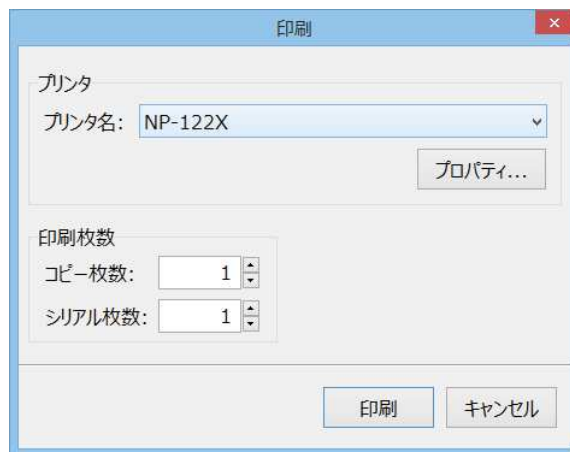 印刷
プリンタ
プリンタ名: NP-122X
プロパティ...
印刷枚数
コピー枚数: 1
シリアル枚数: 1
印刷 キャンセル